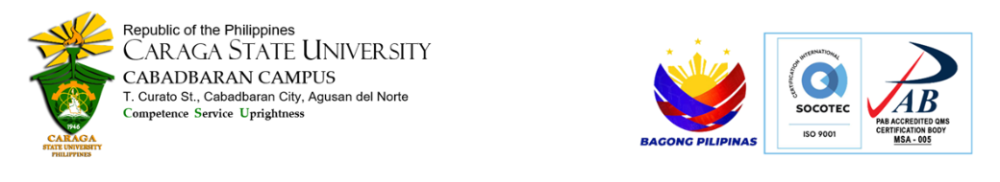 Republic of the Philippines
CARAGA STATE UNIVERSITY
CABADBARAN CAMPUS
T. Curato St., Cabadbaran City, Agusan del Norte
Competence Service Uprightness
1946
CARAGA
STATE UNIVERSITY
PHILIPPINES
BAGONG PILIPINAS
CERTIFICATION INTERNATIONAL
SOCOTEC
ISO 9001
PAB
PAB ACCREDITED QMS
CERTIFICATION BODY
MSA - 005